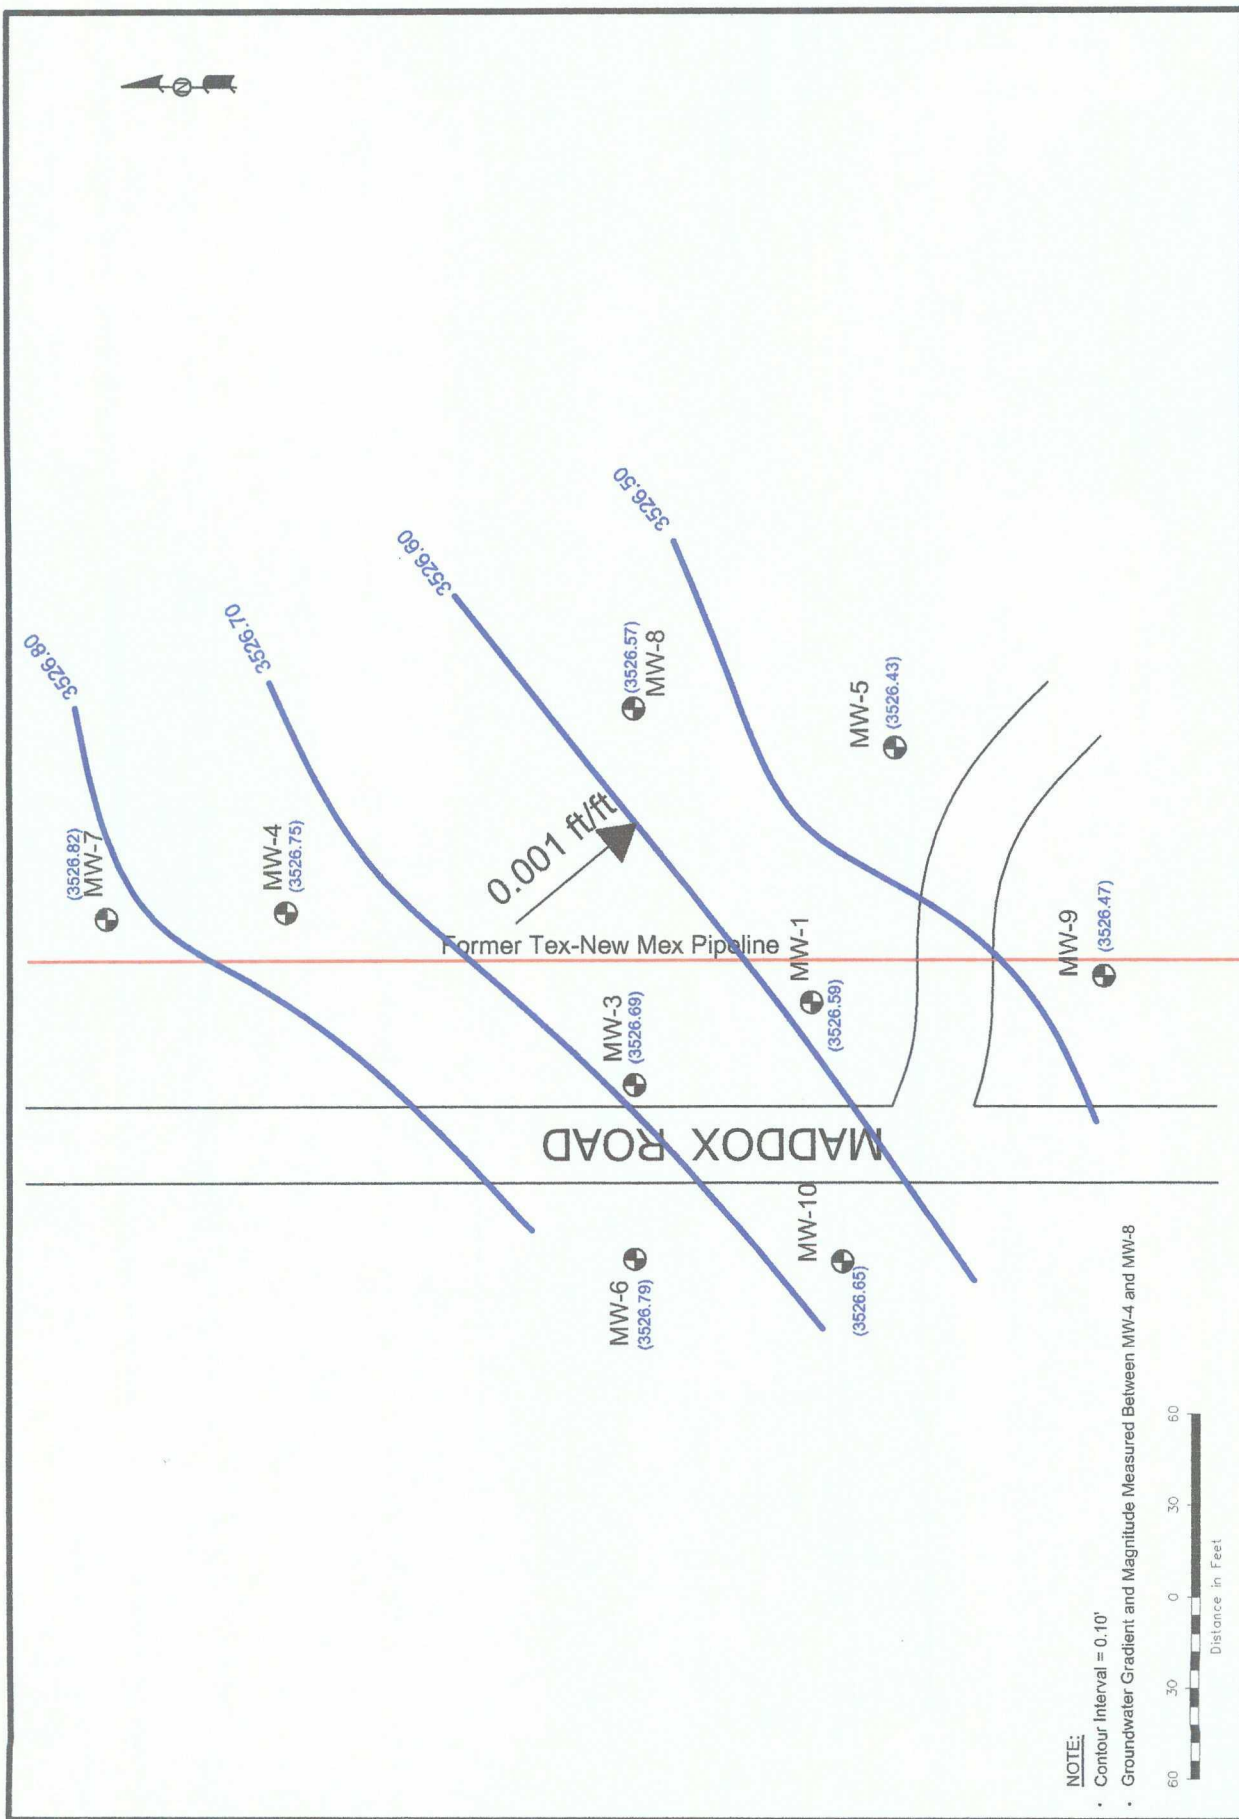 N
3526.80
3526.70
3526.60
3526.50
(3526.82)
MW-7
MW-4
(3526.75)
0.001 ft/ft
(3526.57)
MW-8
MW-5
(3526.43)
Former Tex-New Mex Pipeline
MW-3
(3526.69)
MW-1
(3526.59)
MW-9
(3526.47)
MADDOX ROAD
MW-6
(3526.79)
MW-10
(3526.65)
NOTE:
· Contour Interval = 0.10'
· Groundwater Gradient and Magnitude Measured Between MW-4 and MW-8
60 30 0 30 60
Distance in Feet